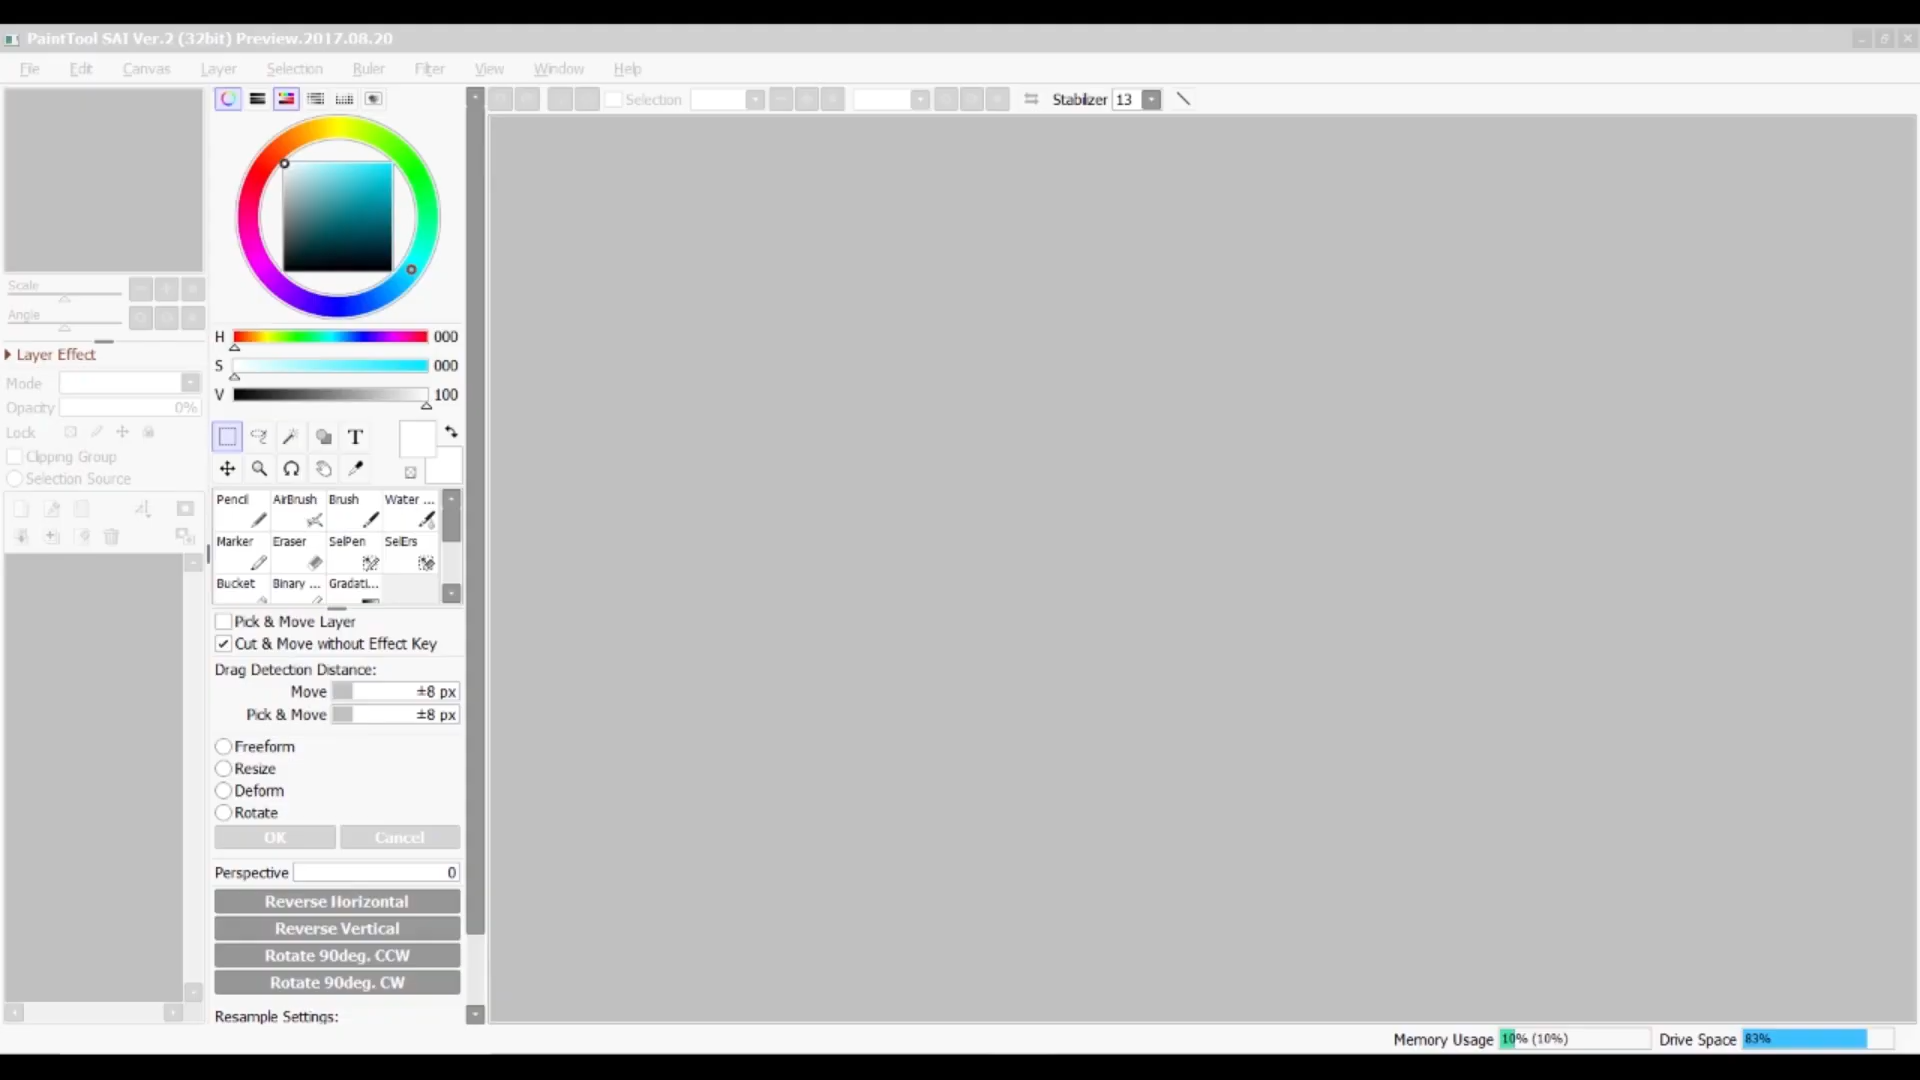 PaintTool SAI Ver.2 (32bit) Preview.2017.08.20
File Edit Canvas Layer Selection Ruler Filter View Window Help
Selection
Stabilizer 13
Scale
Angle
Layer Effect
Mode
Opacity 0%
Lock
Clipping Group
Selection Source
H 000
S 000
V 100
T
Pencil AirBrush Brush Water ...
Marker Eraser SelPen SelErs
Bucket Binary ... Gradati...
Pick & Move Layer
Cut & Move without Effect Key
Drag Detection Distance:
Move ±8 px
Pick & Move ±8 px
Freeform
Resize
Deform
Rotate
OK Cancel
Perspective 0
Reverse Horizontal
Reverse Vertical
Rotate 90deg. CCW
Rotate 90deg. CW
Resample Settings:
Memory Usage 10% (10%) Drive Space 83%